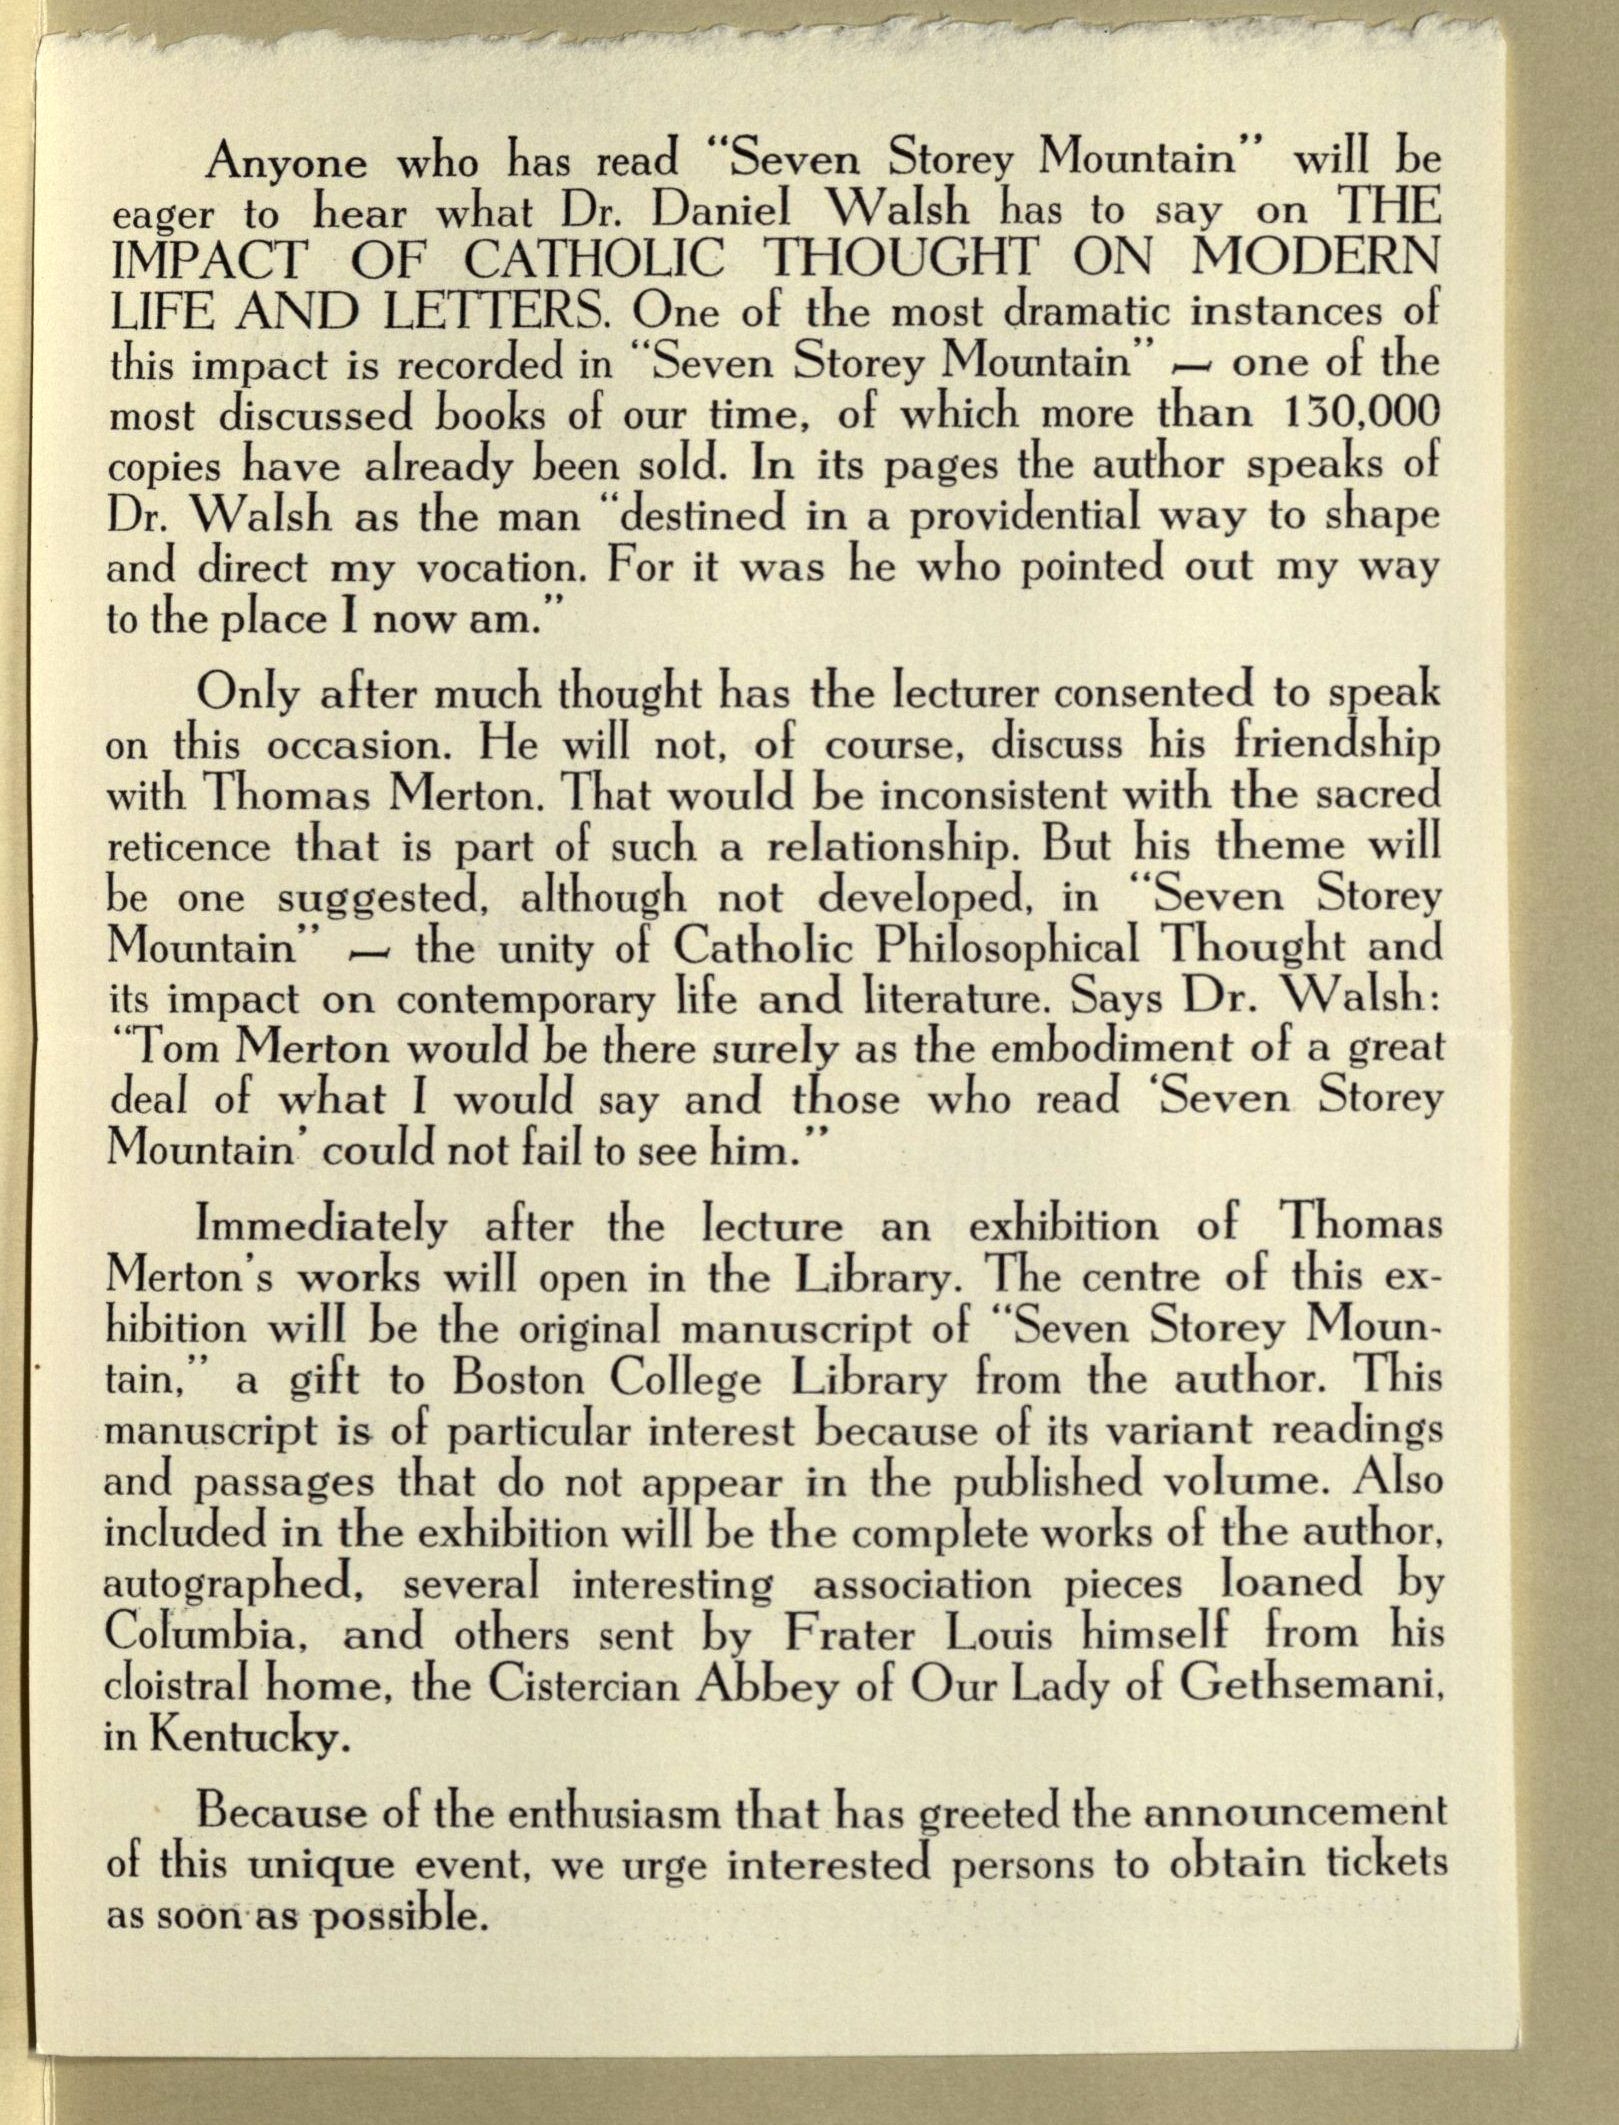 Anyone who has read “Seven Storey Mountain” will be
eager to hear what Dr. Daniel Walsh has to say on THE
IMPACT OF CATHOLIC THOUGHT ON MODERN
LIFE AND LETTERS. One of the most dramatic instances of
this impact is recorded in “Seven Storey Mountain” — one of the
most discussed books of our time, of which more than 130,000
copies have already been sold. In its pages the author speaks of
Dr. Walsh as the man “destined in a providential way to shape
and direct my vocation. For it was he who pointed out my way
to the place I now am.”
Only after much thought has the lecturer consented to speak
on this occasion. He will not, of course, discuss his friendship
with Thomas Merton. That would be inconsistent with the sacred
reticence that is part of such a relationship. But his theme will
be one suggested, although not developed, in “Seven Storey
Mountain” — the unity of Catholic Philosophical Thought and
its impact on contemporary life and literature. Says Dr. Walsh:
“Tom Merton would be there surely as the embodiment of a great
deal of what I would say and those who read ‘Seven Storey
Mountain’ could not fail to see him.”
Immediately after the lecture an exhibition of Thomas
Merton’s works will open in the Library. The centre of this ex-
hibition will be the original manuscript of “Seven Storey Moun-
tain,” a gift to Boston College Library from the author. This
manuscript is of particular interest because of its variant readings
and passages that do not appear in the published volume. Also
included in the exhibition will be the complete works of the author,
autographed, several interesting association pieces loaned by
Columbia, and others sent by Frater Louis himself from his
cloistral home, the Cistercian Abbey of Our Lady of Gethsemani,
in Kentucky.
Because of the enthusiasm that has greeted the announcement
of this unique event, we urge interested persons to obtain tickets
as soon as possible.